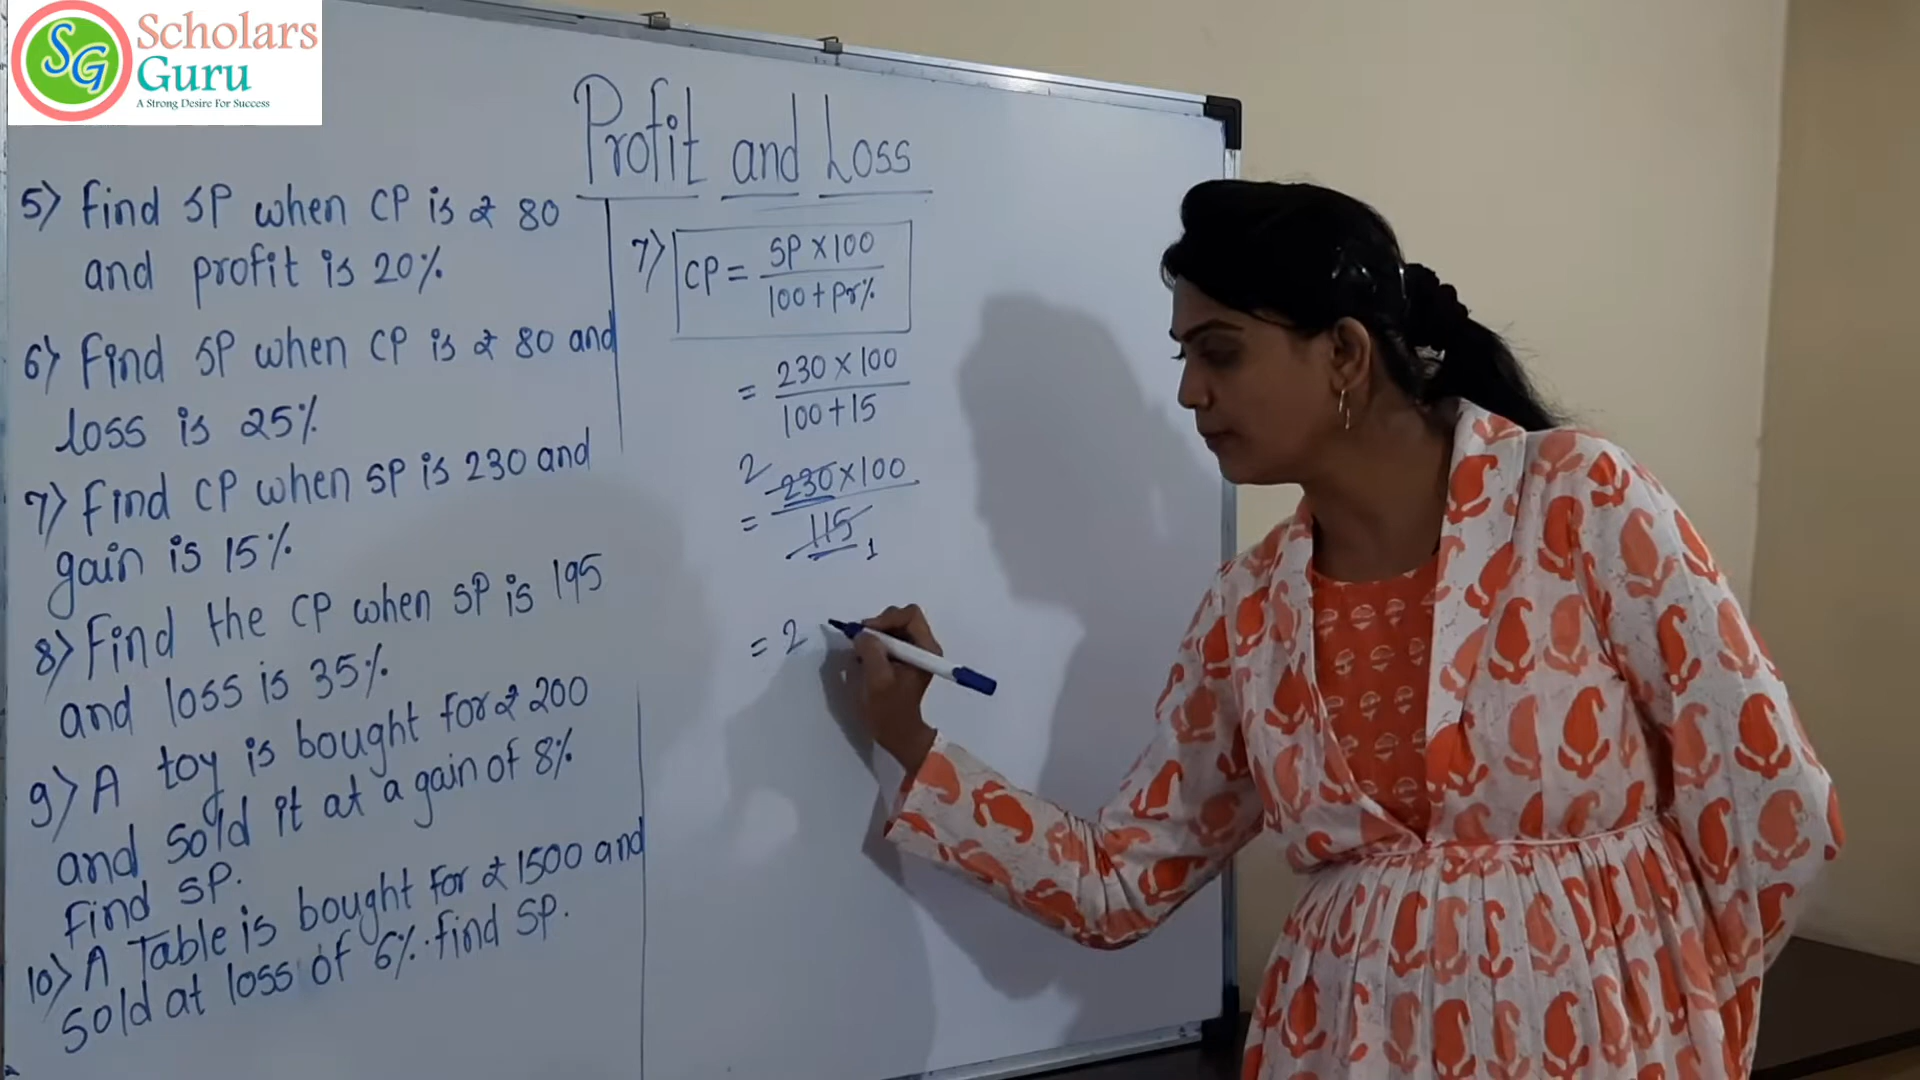 SG
Scholars
Guru
A Strong Desire For Success
Profit and Loss
5) Find SP when CP is ₹ 80
and profit is 20%
6) Find SP when CP is ₹ 80 and
loss is 25%
7) Find CP when SP is 230 and
gain is 15%
8) Find the CP when SP is 195
and loss is 35%
9) A toy is bought for ₹ 200
and sold it at a gain of 8%
Find SP.
10) A Table is bought for ₹ 1500 and
sold at loss of 6%. find SP.
7) CP = SP × 100
100 + pr%
= 230 × 100
100 + 15
2
= 230 × 100
115
1
= 2